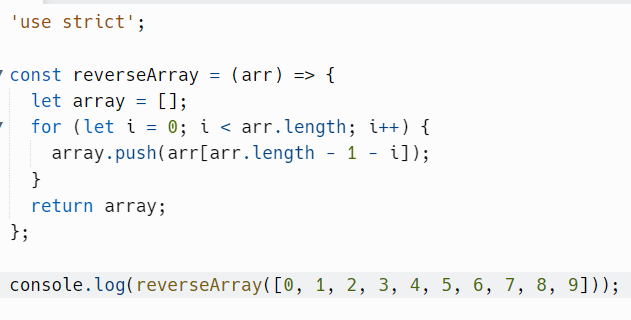 'use strict';
const reverseArray = (arr) => {
let array = [];
for (let i = 0; i < arr.length; i++) {
array.push(arr[arr.length - 1 - i]);
}
return array;
};
console.log(reverseArray([0, 1, 2, 3, 4, 5, 6, 7, 8, 9]));